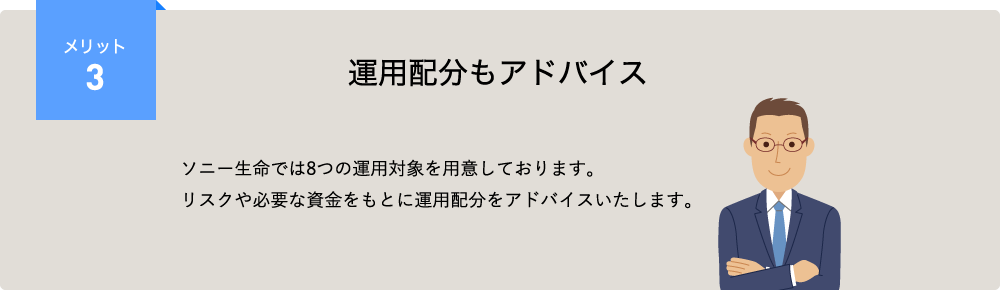 メリット
3
運用配分もアドバイス
ソニー生命では8つの運用対象を用意しております。
リスクや必要な資金をもとに運用配分をアドバイスいたします。